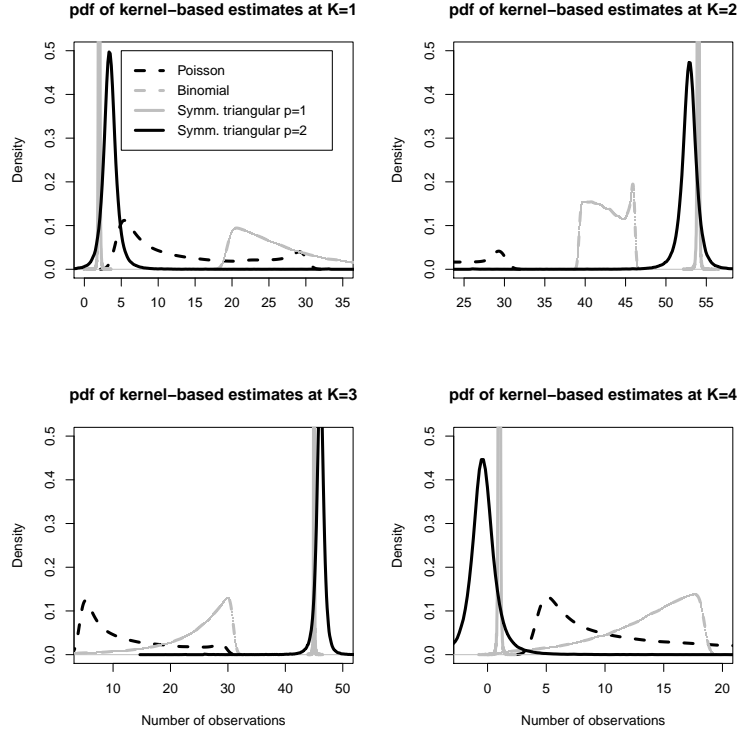 pdf of kernel−based estimates at K=1
Density
0.0 0.1 0.2 0.3 0.4 0.5
Poisson
Binomial
Symm. triangular p=1
Symm. triangular p=2
0 5 10 15 20 25 30 35
pdf of kernel−based estimates at K=2
Density
0.0 0.1 0.2 0.3 0.4 0.5
25 30 35 40 45 50 55
pdf of kernel−based estimates at K=3
Density
0.0 0.1 0.2 0.3 0.4 0.5
10 20 30 40 50
Number of observations
pdf of kernel−based estimates at K=4
Density
0.0 0.1 0.2 0.3 0.4 0.5
0 5 10 15 20
Number of observations